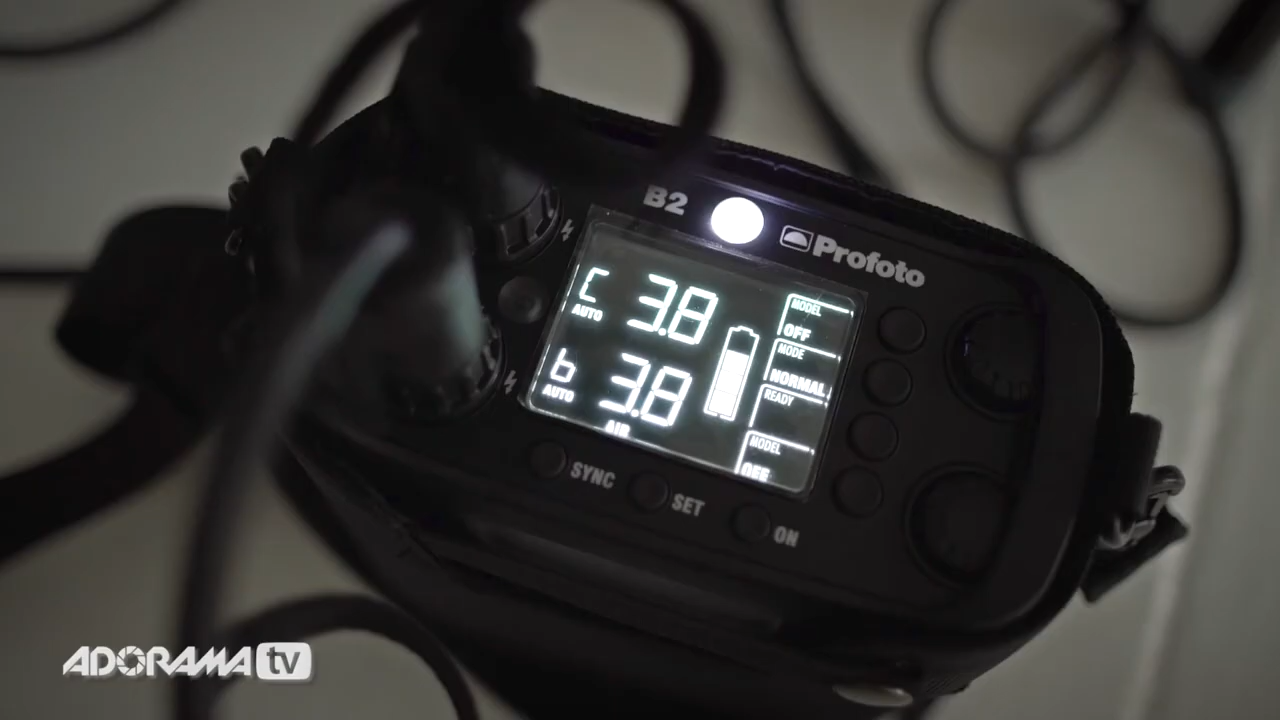 B2
Profoto
C 3.8
AUTO
b 3.8
AUTO
AIR
MODEL
OFF
MODE
NORMAL
READY
MODEL
OFF
SYNC
SET
ON
ADORAMA tv